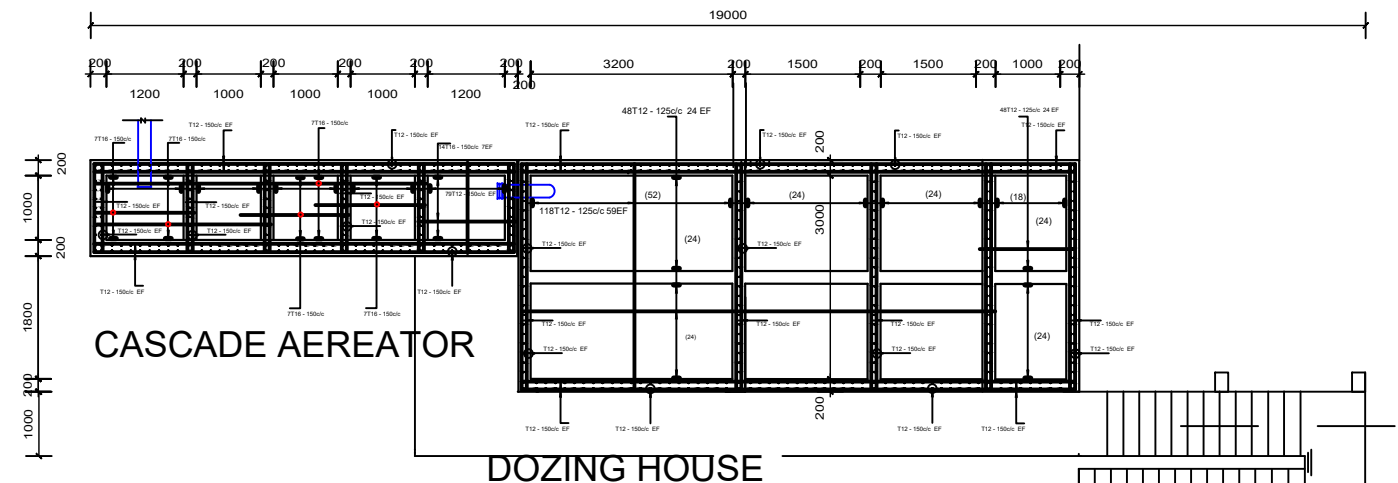 19000
200 200 200 200 200 200 3200 200 1500 200 1500 200 1000 200
200
1200 1000 1000 1000 1200
N
7T16 - 150c/c
T12 - 150c/c EF
7T16 - 150c/c
7T16 - 150c/c
T12 - 150c/c EF
14T16 - 150c/c 7EF
T12 - 150c/c EF
48T12 - 125c/c 24 EF
T12 - 150c/c EF
200
T12 - 150c/c EF
48T12 - 125c/c 24 EF
T12 - 150c/c EF
200
1000
200
T12 - 150c/c EF
T12 - 150c/c EF
T12 - 150c/c EF
79T12 - 150c/c EF
T12 - 150c/c EF
T12 - 150c/c EF
T12 - 150c/c EF
(52)
(24)
(24)
(18)
118T12 - 125c/c 59EF
3000
(24)
(24)
T12 - 150c/c EF
T12 - 150c/c EF
T12 - 150c/c EF
T12 - 150c/c EF
T12 - 150c/c EF
7T16 - 150c/c
7T16 - 150c/c
1800
T12 - 150c/c EF
T12 - 150c/c EF
T12 - 150c/c EF
T12 - 150c/c EF
(24)
(24)
CASCADE AEREATOR
T12 - 150c/c EF
T12 - 150c/c EF
T12 - 150c/c EF
T12 - 150c/c EF
200
200
1000
T12 - 150c/c EF
T12 - 150c/c EF
T12 - 150c/c EF
T12 - 150c/c EF
DOZING HOUSE